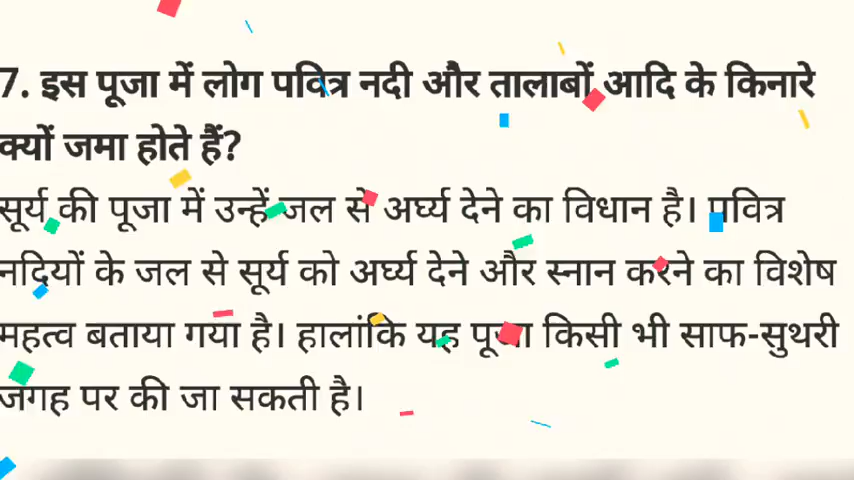 7. इस पूजा में लोग पवित्र नदी और तालाबों आदि के किनारे
क्यों जमा होते हैं?
सूर्य की पूजा में उन्हें जल से अर्घ्य देने का विधान है। पवित्र
नदियों के जल से सूर्य को अर्घ्य देने और स्नान करने का विशेष
महत्व बताया गया है। हालांकि यह पूजा किसी भी साफ-सुथरी
जगह पर की जा सकती है।